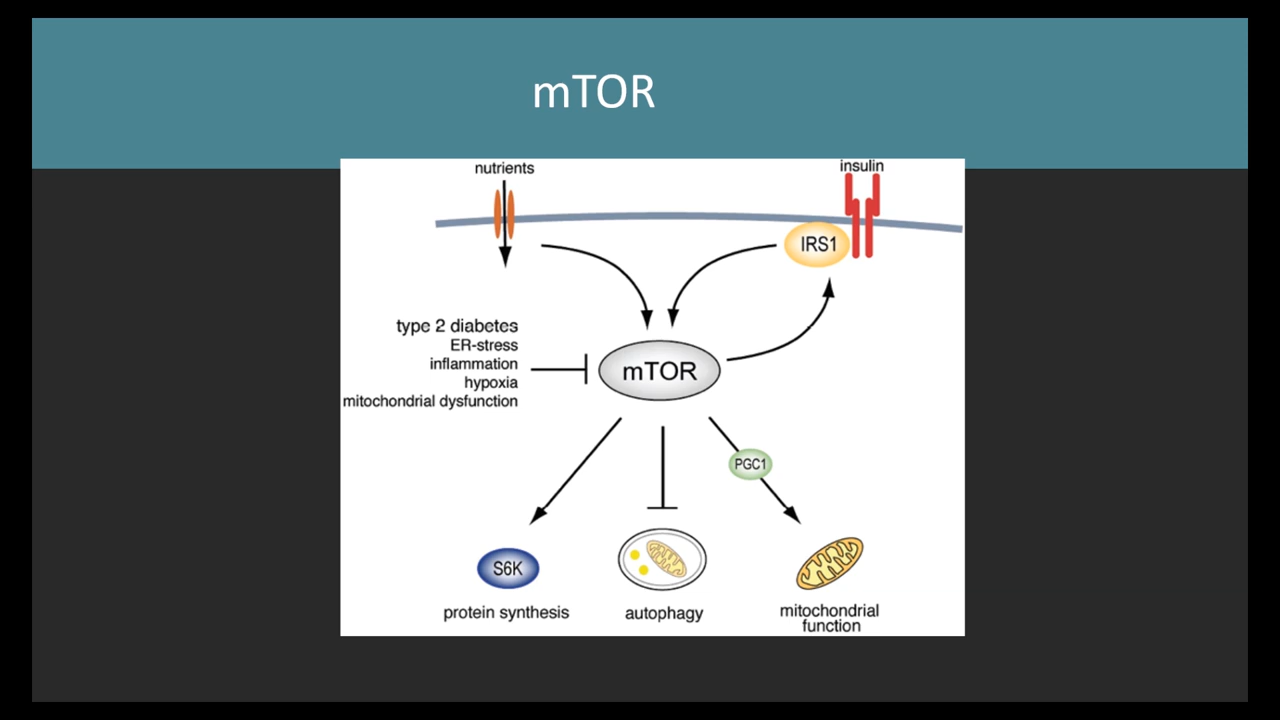 mTOR
nutrients
insulin
IRS1
type 2 diabetes
ER-stress
inflammation
hypoxia
mitochondrial dysfunction
mTOR
PGC1
S6K
protein synthesis
autophagy
mitochondrial
function